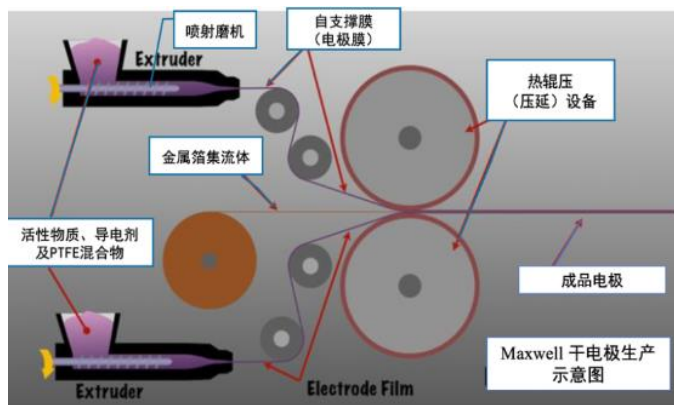 喷射磨机
Extruder
自支撑膜
（电极膜）
热辊压
（压延）设备
金属箔集流体
活性物质、导电剂
及PTFE混合物
成品电极
Extruder
Electrode Film
Maxwell 干电极生产
示意图